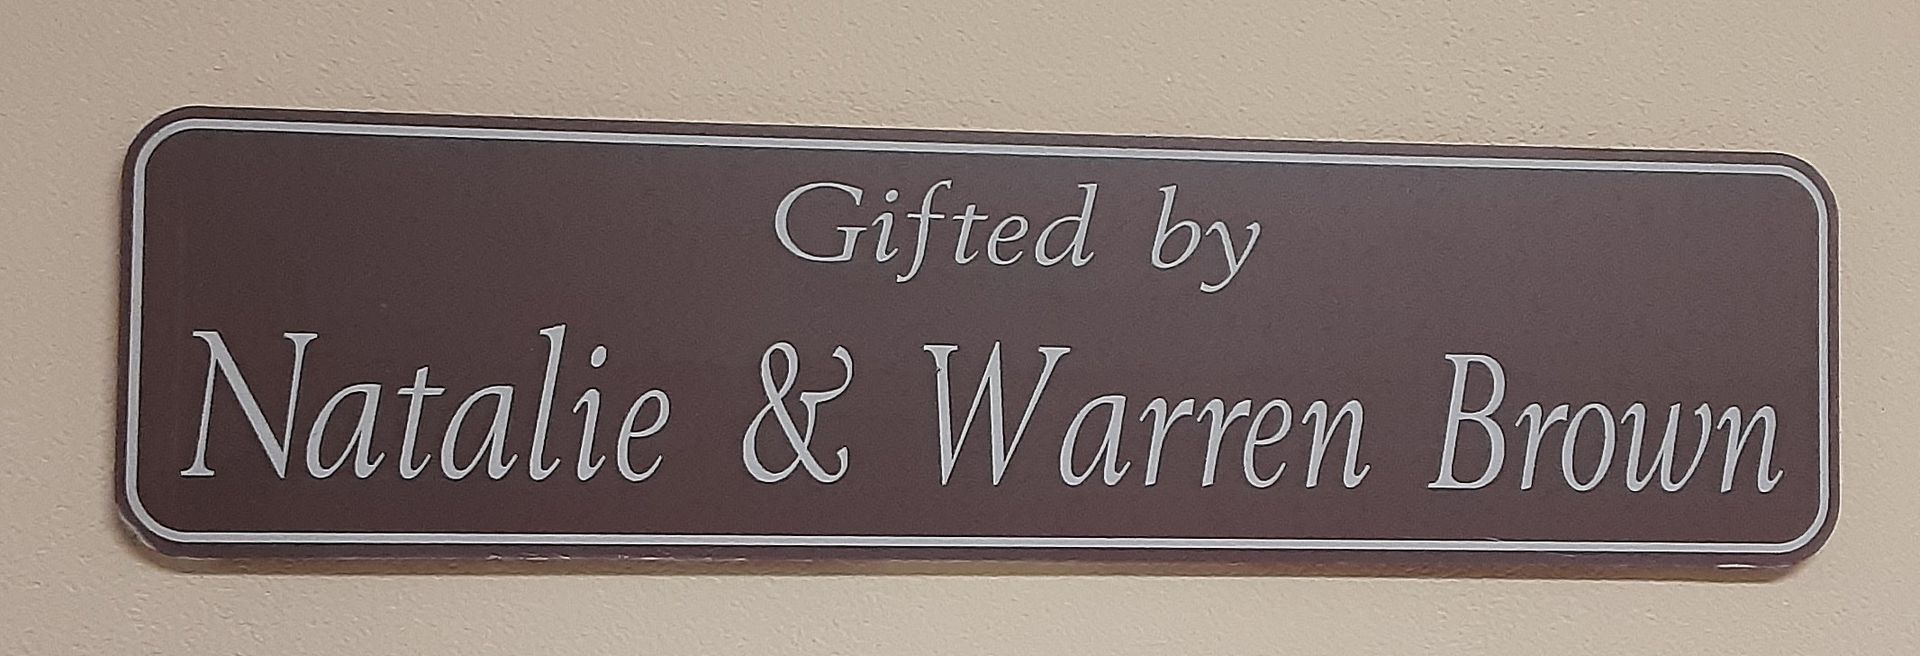 Gifted by
Natalie & Warren Brown